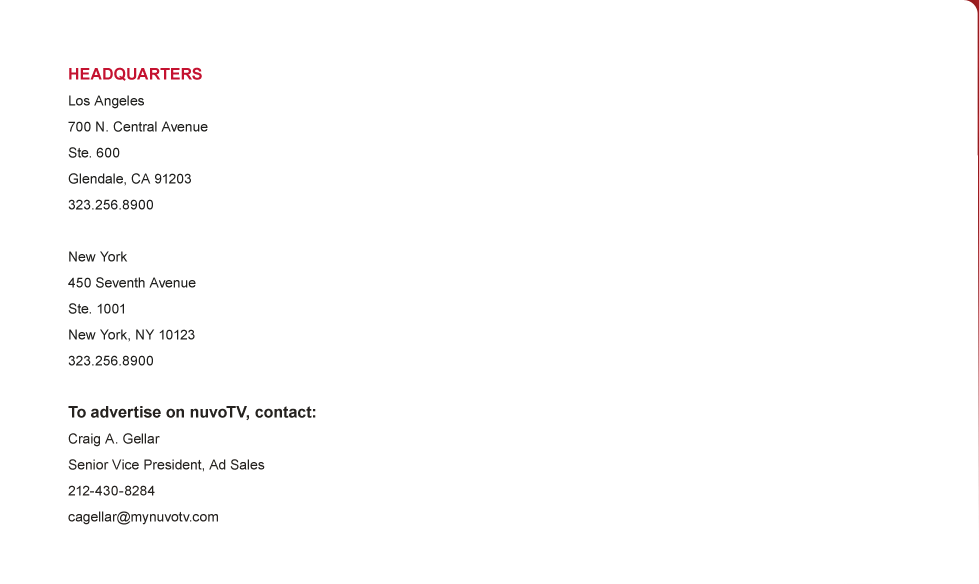 HEADQUARTERS
Los Angeles
700 N. Central Avenue
Ste. 600
Glendale, CA 91203
323.256.8900
New York
450 Seventh Avenue
Ste. 1001
New York, NY 10123
323.256.8900
To advertise on nuvoTV, contact:
Craig A. Gellar
Senior Vice President, Ad Sales
212-430-8284
cagellar@mynuvotv.com